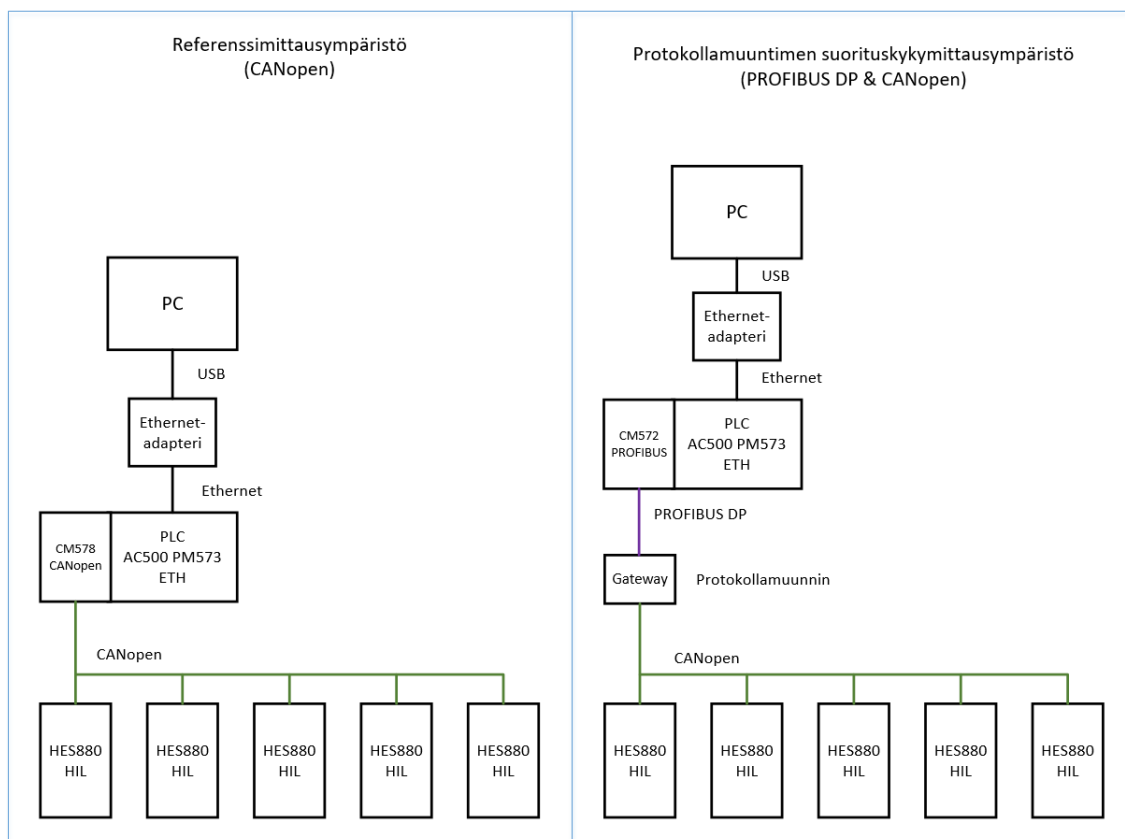 Referenssimittausympäristö
(CANopen)
PC
USB
Ethernet-
adapteri
Ethernet
CM578
CANopen
PLC
AC500 PM573
ETH
CANopen
HES880
HIL
HES880
HIL
HES880
HIL
HES880
HIL
HES880
HIL
Protokollamuuntimen suorituskykymittausympäristö
(PROFIBUS DP & CANopen)
PC
USB
Ethernet-
adapteri
Ethernet
CM572
PROFIBUS
PLC
AC500 PM573
ETH
PROFIBUS DP
Gateway
Protokollamuunnin
CANopen
HES880
HIL
HES880
HIL
HES880
HIL
HES880
HIL
HES880
HIL